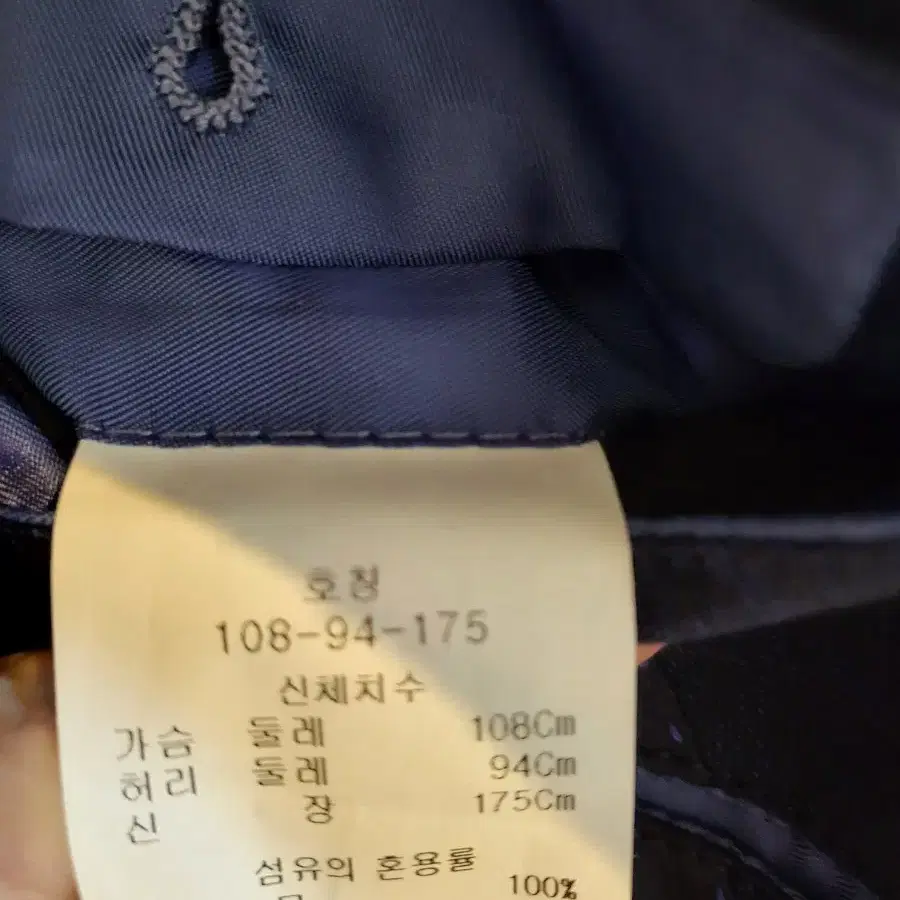 호칭
108-94-175
신체치수
가슴 둘레 108Cm
허리 둘레 94Cm
신 장 175Cm
섬유의 혼용률
100%